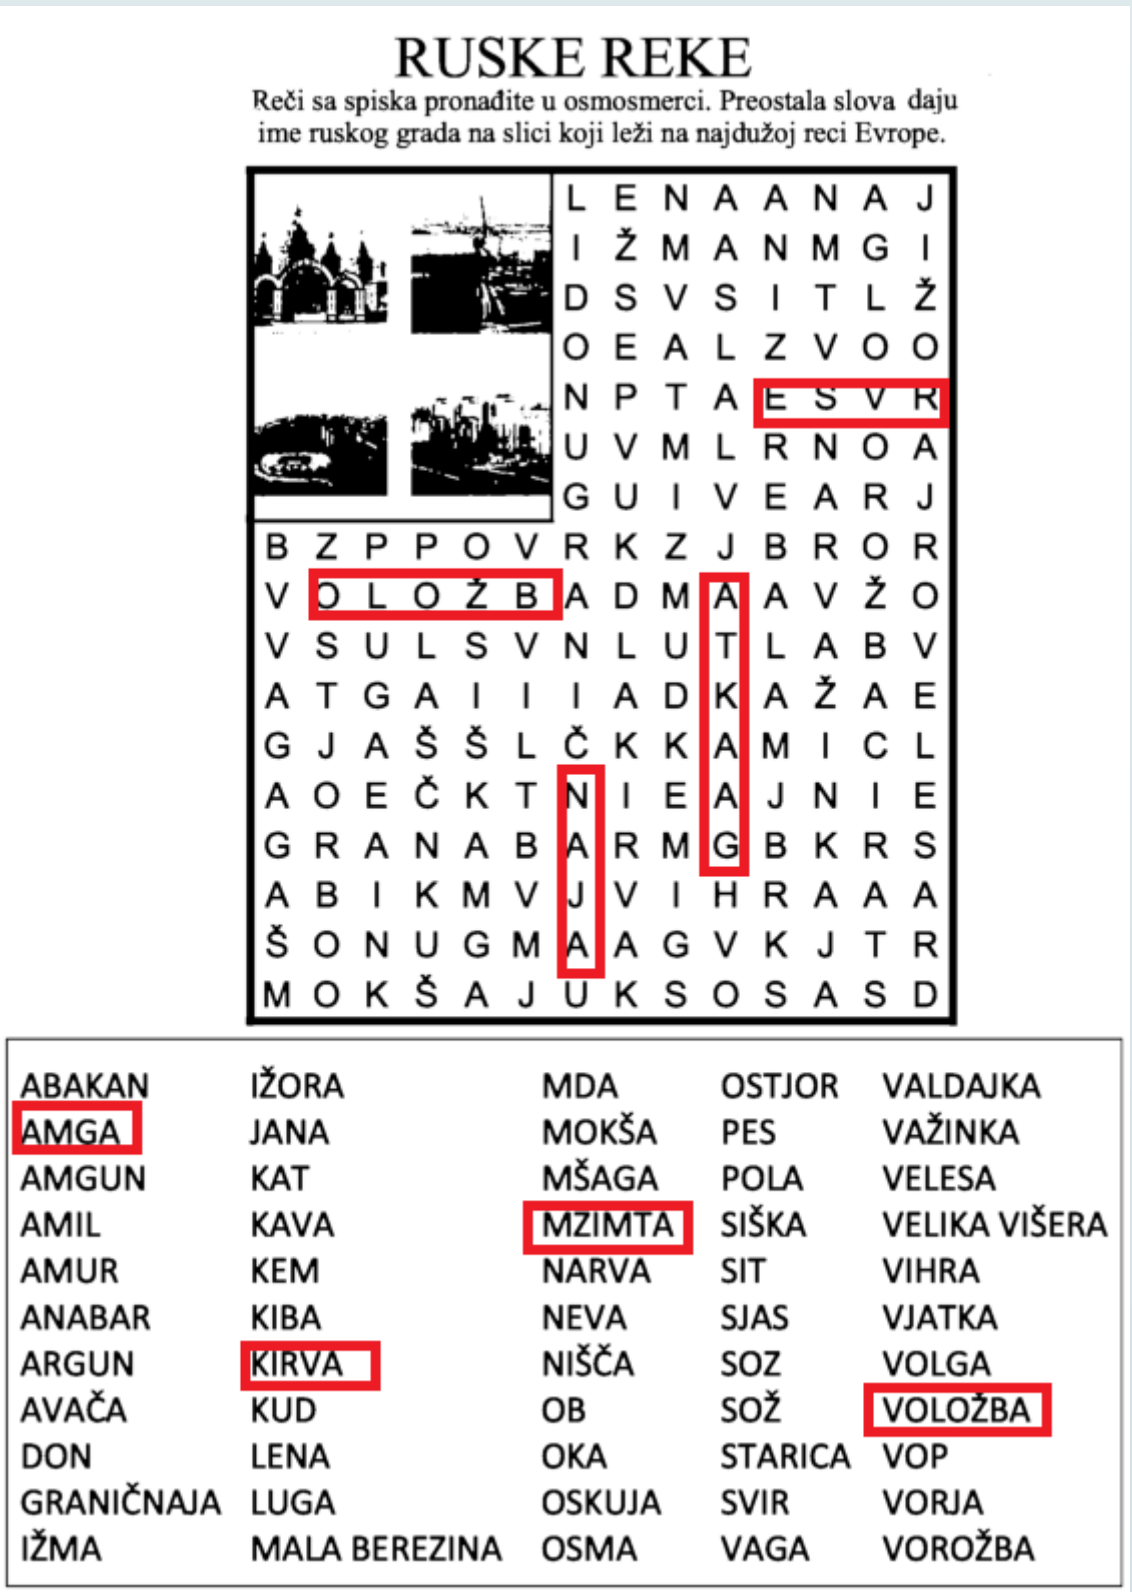 RUSKE REKE
Reči sa spiska pronađite u osmosmerci. Preostala slova daju
ime ruskog grada na slici koji leži na najdužoj reci Evrope.
L E N A A N A J
I Ž M A N M G I
D S V S I T L Ž
O E A L Z V O O
N P T A E S V R
U V M L R N O A
G U I V E A R J
B Z P P O V R K Z J B R O R
V O L O Ž B A D M A A V Ž O
V S U L S V N L U T L A B V
A T G A I I I A D K A Ž A E
G J A Š Š L Č K K A M I C L
A O E Č K T N I E A J N I E
G R A N A B A R M G B K R S
A B I K M V J V I H R A A A
Š O N U G M A A G V K J T R
M O K Š A J U K S O S A S D
ABAKAN IŽORA MDA OSTJOR VALDAJKA
AMGA JANA MOKŠA PES VAŽINKA
AMGUN KAT MŠAGA POLA VELESA
AMIL KAVA MZIMTA SIŠKA VELIKA VIŠERA
AMUR KEM NARVA SIT VIHRA
ANABAR KIBA NEVA SJAS VJATKA
ARGUN KIRVA NIŠČA SOZ VOLGA
AVAČA KUD OB SOŽ VOLOŽBA
DON LENA OKA STARICA VOP
GRANIČNAJA LUGA OSKUJA SVIR VORJA
IŽMA MALA BEREZINA OSMA VAGA VOROŽBA